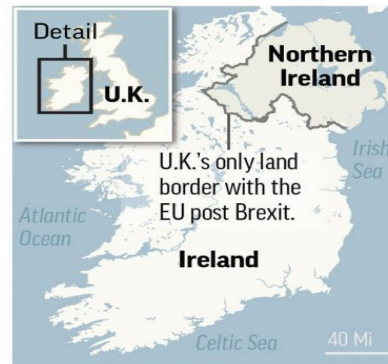 Detail
U.K.
Northern
Ireland
Irish
Sea
U.K.'s only land
border with the
EU post Brexit.
Atlantic
Ocean
Ireland
Celtic Sea
40 Mi